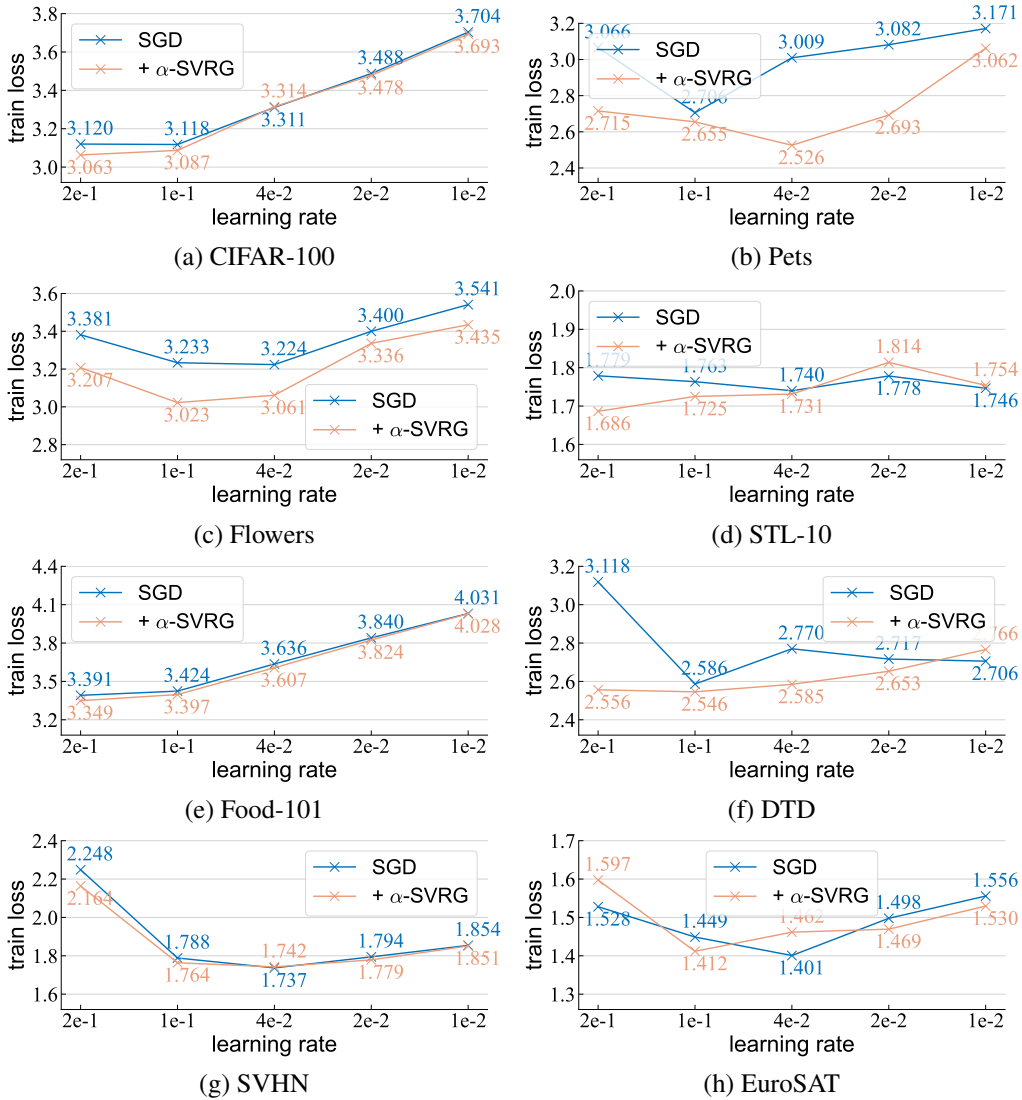 3.8
3.6
3.4
3.2
3.0
train loss
SGD
+ α-SVRG
3.120
3.118
3.311
3.488
3.704
3.063
3.087
3.314
3.478
3.693
2e-1 1e-1 4e-2 2e-2 1e-2
learning rate
(a) CIFAR-100
3.2
3.0
2.8
2.6
2.4
train loss
SGD
+ α-SVRG
3.066
2.706
3.009
3.082
3.171
2.715
2.655
2.526
2.693
3.062
2e-1 1e-1 4e-2 2e-2 1e-2
learning rate
(b) Pets
3.6
3.4
3.2
3.0
2.8
train loss
SGD
+ α-SVRG
3.381
3.233
3.224
3.400
3.541
3.207
3.023
3.061
3.336
3.435
2e-1 1e-1 4e-2 2e-2 1e-2
learning rate
(c) Flowers
2.0
1.9
1.8
1.7
1.6
train loss
SGD
+ α-SVRG
1.779
1.763
1.740
1.778
1.746
1.686
1.725
1.731
1.814
1.754
2e-1 1e-1 4e-2 2e-2 1e-2
learning rate
(d) STL-10
4.4
4.1
3.8
3.5
3.2
train loss
SGD
+ α-SVRG
3.391
3.424
3.636
3.840
4.031
3.349
3.397
3.607
3.824
4.028
2e-1 1e-1 4e-2 2e-2 1e-2
learning rate
(e) Food-101
3.2
3.0
2.8
2.6
2.4
train loss
SGD
+ α-SVRG
3.118
2.586
2.770
2.717
2.706
2.556
2.546
2.585
2.653
2.766
2e-1 1e-1 4e-2 2e-2 1e-2
learning rate
(f) DTD
2.4
2.2
2.0
1.8
1.6
train loss
SGD
+ α-SVRG
2.248
1.788
1.737
1.794
1.854
2.164
1.764
1.742
1.779
1.851
2e-1 1e-1 4e-2 2e-2 1e-2
learning rate
(g) SVHN
1.7
1.6
1.5
1.4
1.3
train loss
SGD
+ α-SVRG
1.528
1.449
1.401
1.498
1.556
1.597
1.412
1.462
1.469
1.530
2e-1 1e-1 4e-2 2e-2 1e-2
learning rate
(h) EuroSAT